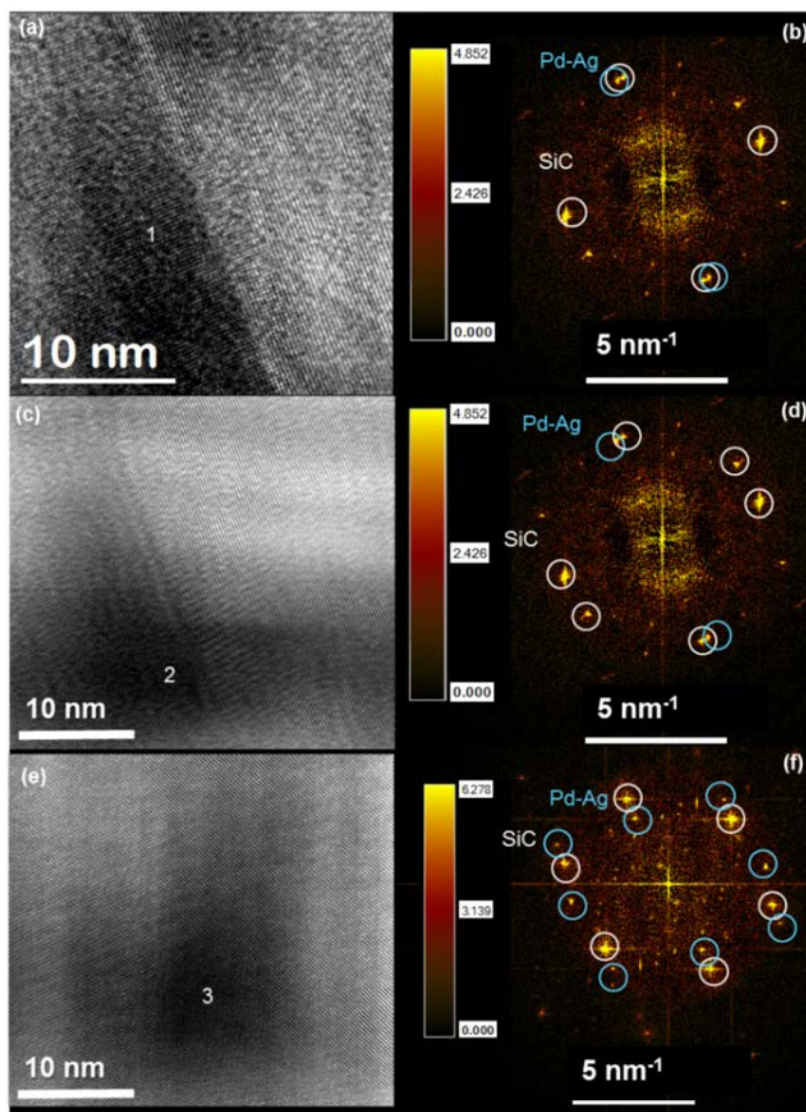 (a)
1
10 nm
4.852
2.426
0.000
(b)
Pd-Ag
SiC
5 nm-1
(c)
2
10 nm
4.852
2.426
0.000
(d)
Pd-Ag
SiC
5 nm-1
(e)
3
10 nm
6.278
3.139
0.000
(f)
Pd-Ag
SiC
5 nm-1